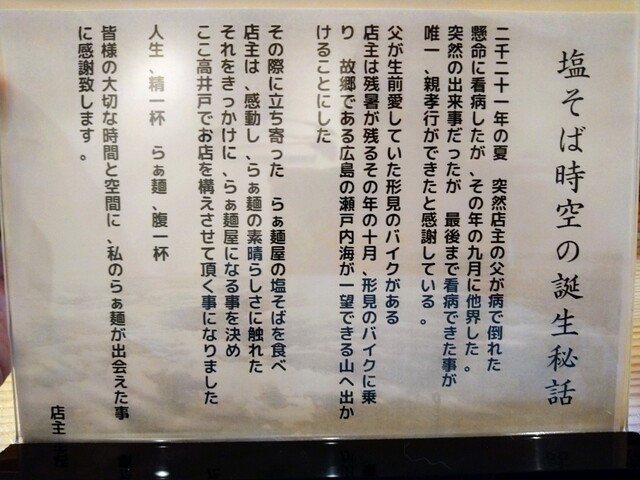 塩そば時空の誕生秘話
二千二十一年の夏　突然店主の父が病で倒れた
懸命に看病したが、その年の九月に他界した。
突然の出来事だったが　最後まで看病できた事が
唯一、親孝行ができたと感謝している。
父が生前愛していた形見のバイクがある
店主は残暑が残るその年の十月、形見のバイクに乗
り　故郷である広島の瀬戸内海が一望できる山へ出か
けることにした
その際に立ち寄った　らぁ麺屋の塩そばを食べ
店主は、感動し、らぁ麺の素晴らしさに触れた
それをきっかけに、らぁ麺屋になる事を決め
ここ高井戸でお店を構えさせて頂く事になりました
人生、精一杯　らぁ麺、腹一杯
皆様の大切な時間と空間に、私のらぁ麺が出会えた事
に感謝致します。
店主